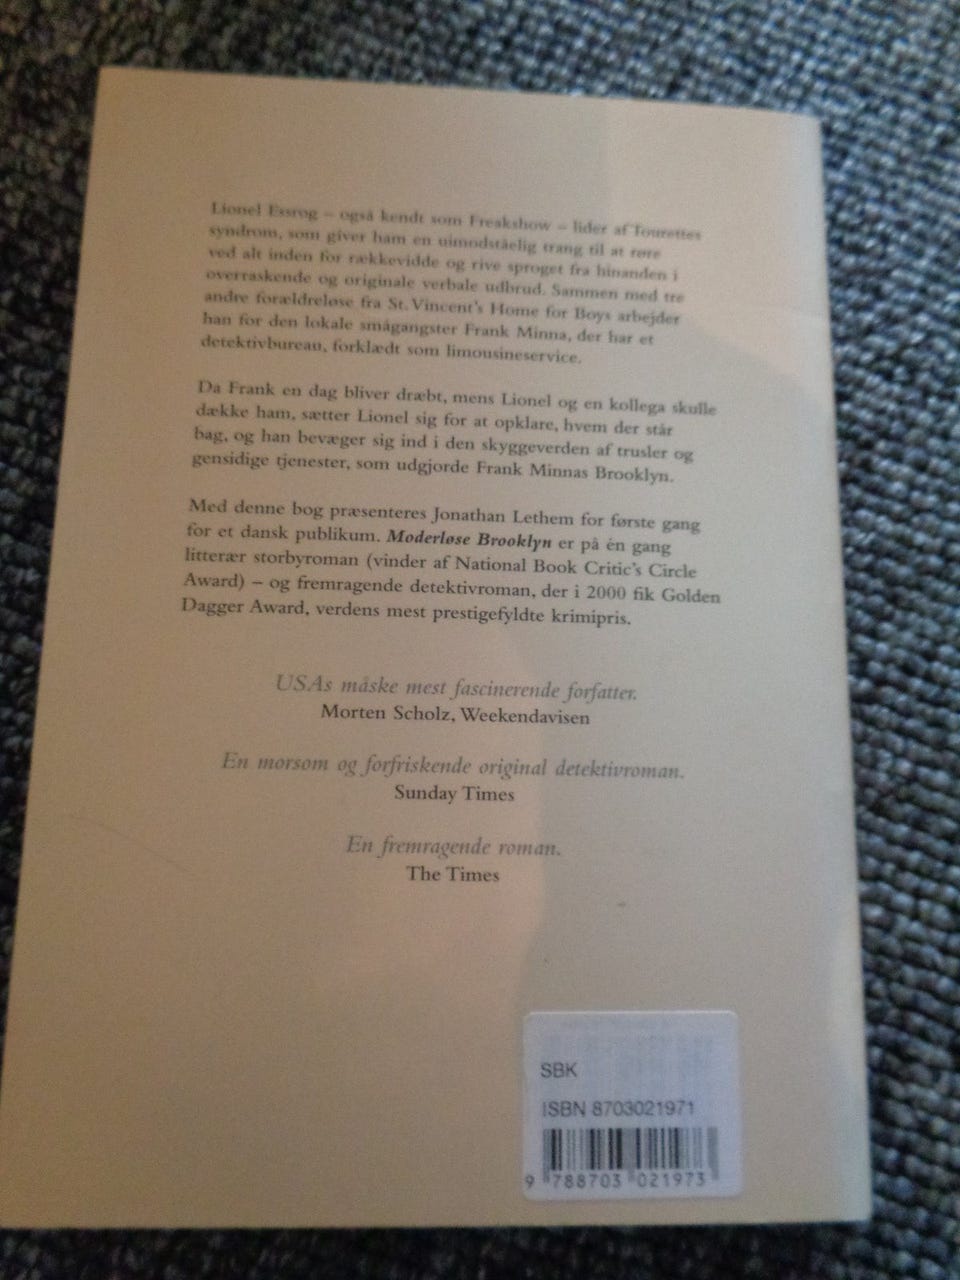 Lionel Essrog – også kendt som Freakshow – lider af Tourettes
syndrom, som giver ham en uimodståelig trang til at røre
ved alt inden for rækkevidde og rive sproget fra hinanden i
overraskende og originale verbale udbrud. Sammen med tre
andre forældreløse fra St. Vincent's Home for Boys arbejder
han for den lokale smågangster Frank Minna, der har et
detektivbureau, forklædt som limousineservice.
Da Frank en dag bliver dræbt, mens Lionel og en kollega skulle
dække ham, sætter Lionel sig for at opklare, hvem der står
bag, og han bevæger sig ind i den skyggeverden af trusler og
gensidige tjenester, som udgjorde Frank Minnas Brooklyn.
Med denne bog præsenteres Jonathan Lethem for første gang
for et dansk publikum. Moderløse Brooklyn er på én gang
litterær storbyroman (vinder af National Book Critic's Circle
Award) – og fremragende detektivroman, der i 2000 fik Golden
Dagger Award, verdens mest prestigefyldte krimipris.
USAs måske mest fascinerende forfatter.
Morten Scholz, Weekendavisen
En morsom og forfriskende original detektivroman.
Sunday Times
En fremragende roman.
The Times
SBK
ISBN 8703021971
9 788703 021973